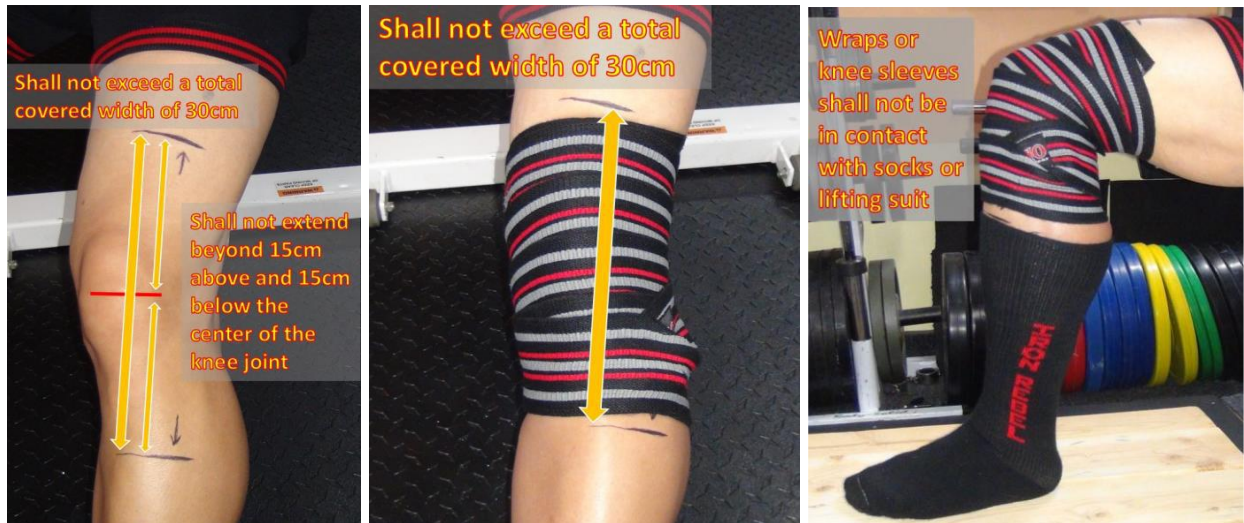 Shall not exceed a total
covered width of 30cm
Shall not extend
beyond 15cm
above and 15cm
below the
center of the
knee joint
Shall not exceed a total
covered width of 30cm
Wraps or
knee sleeves
shall not be
in contact
with socks or
lifting suit
IRON REBEL